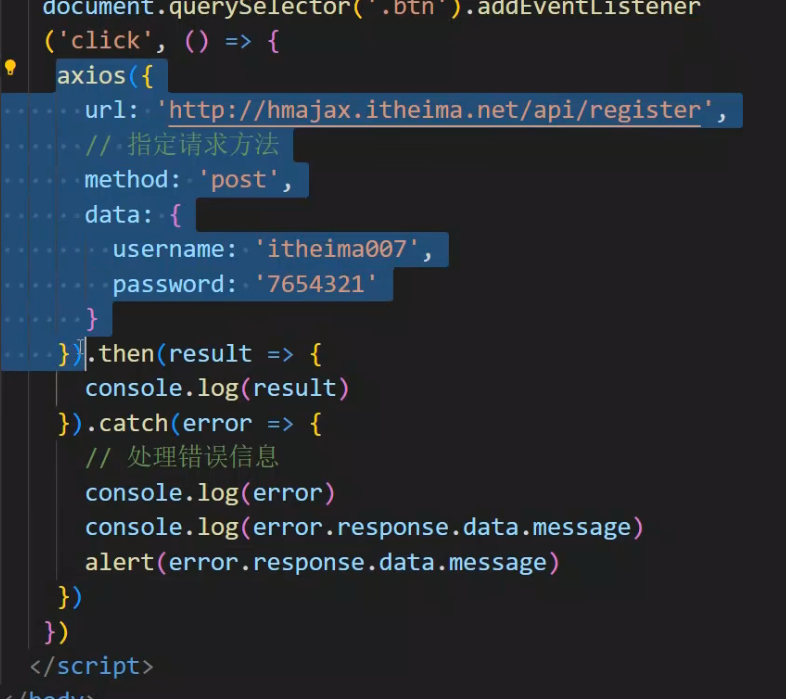 document.querySelector('.btn').addEventListener
('click', () => {
axios({
url: 'http://hmajax.itheima.net/api/register',
// 指定请求方法
method: 'post',
data: {
username: 'itheima007',
password: '7654321'
}
}).then(result => {
console.log(result)
}).catch(error => {
// 处理错误信息
console.log(error)
console.log(error.response.data.message)
alert(error.response.data.message)
})
})
</script>
</body>